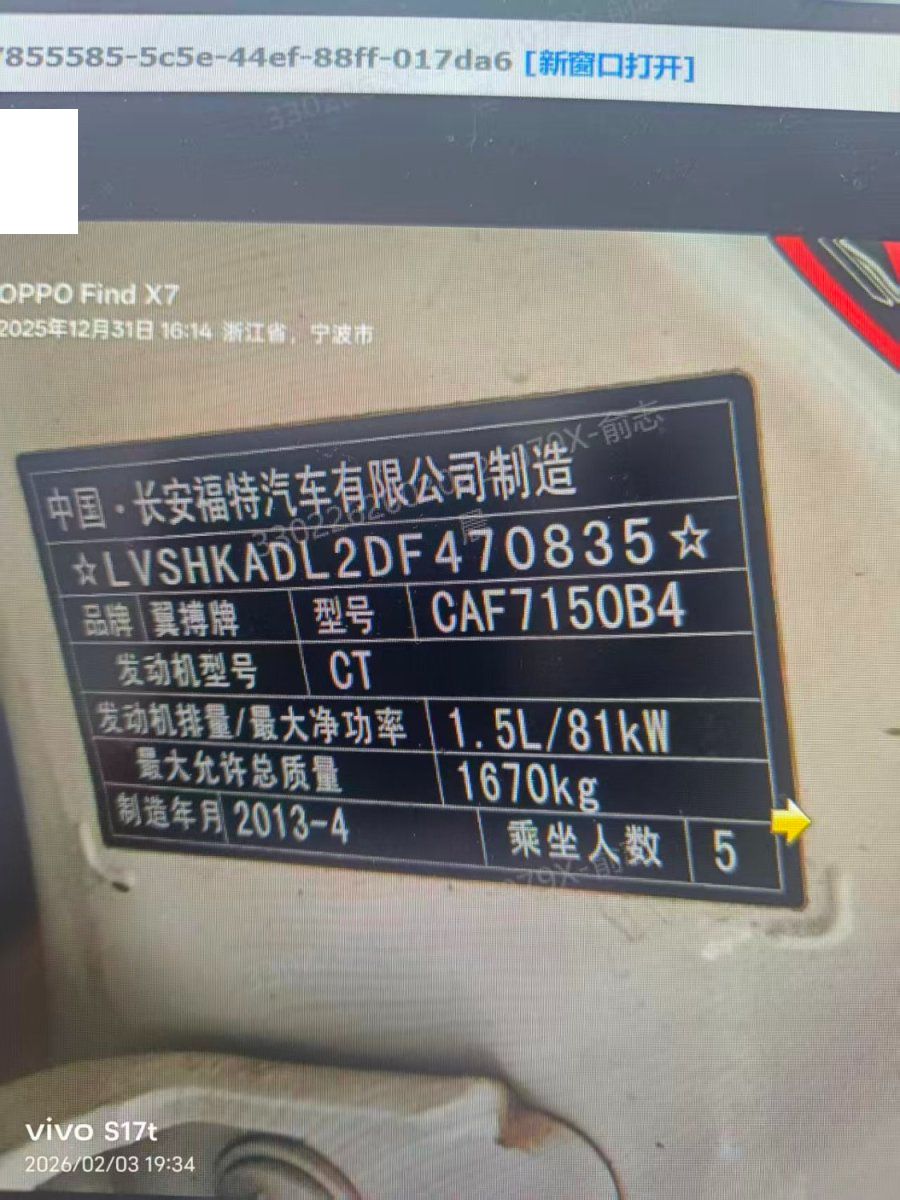 7855585-5c5e-44ef-88ff-017da6 [新窗口打开]
OPPO Find X7
2025年12月31日 16:14 浙江省，宁波市
中国·长安福特汽车有限公司制造
☆LVSHKADL2DF470835☆
品牌 翼搏牌 型号 CAF7150B4
发动机型号 CT
发动机排量/最大净功率 1.5L/81kW
最大允许总质量 1670kg
制造年月 2013-4 乘坐人数 5
vivo S17t
2026/02/03 19:34